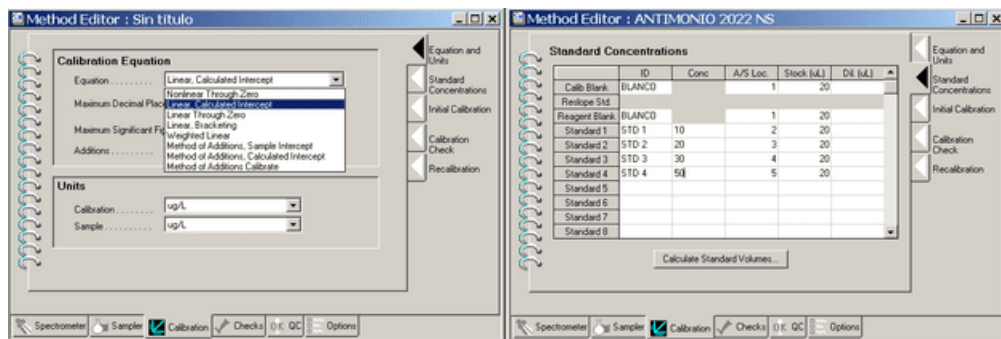 Method Editor : Sin título
Calibration Equation
Equation.......... Linear, Calculated Intercept
Nonlinear Through Zero
Maximum Decimal Plac Linear, Calculated Intercept
Linear Through Zero
Linear, Bracketing
Maximum Significant Fig Weighted Linear
Method of Additions, Sample Intercept
Additions.......... Method of Additions, Calculated Intercept
Method of Additions Calibrate
Units
Calibration........ ug/L
Sample.......... ug/L
Equation and
Units
Standard
Concentrations
Initial Calibration
Calibration
Check
Recalibration
Spectrometer Sampler Calibration Checks QC Options
Method Editor : ANTIMONIO 2022 NS
Standard Concentrations
ID Conc A/S Loc. Stock (uL) Dil. (uL)
Calib Blank BLANCO 1 20
Reslope Std.
Reagent Blank BLANCO 1 20
Standard 1 STD 1 10 2 20
Standard 2 STD 2 20 3 20
Standard 3 STD 3 30 4 20
Standard 4 STD 4 50 5 20
Standard 5
Standard 6
Standard 7
Standard 8
Calculate Standard Volumes...
Equation and
Units
Standard
Concentrations
Initial Calibration
Calibration
Check
Recalibration
Spectrometer Sampler Calibration Checks QC Options